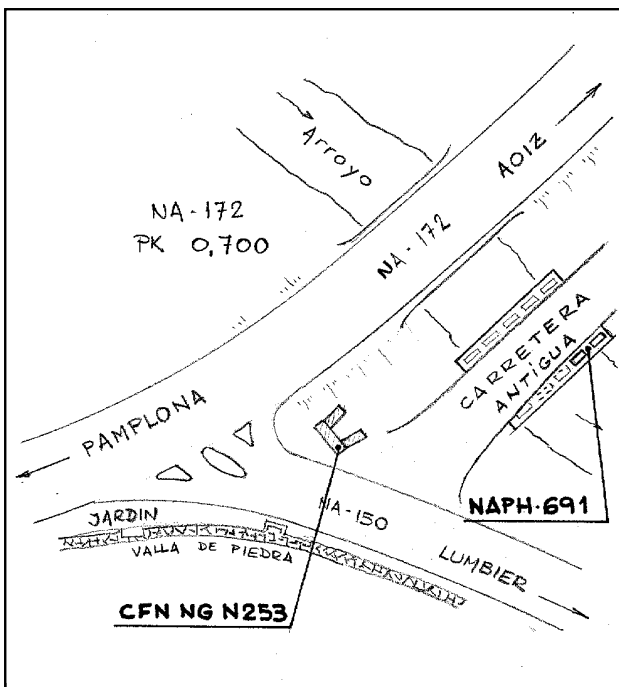 Arroyo
NA-172
PK 0,700
AOIZ
NA-172
CARRETERA
ANTÍGUA
PAMPLONA
NAPH-691
JARDIN
NA-150
VALLA DE PIEDRA
LUMBIER
CFN NG N253